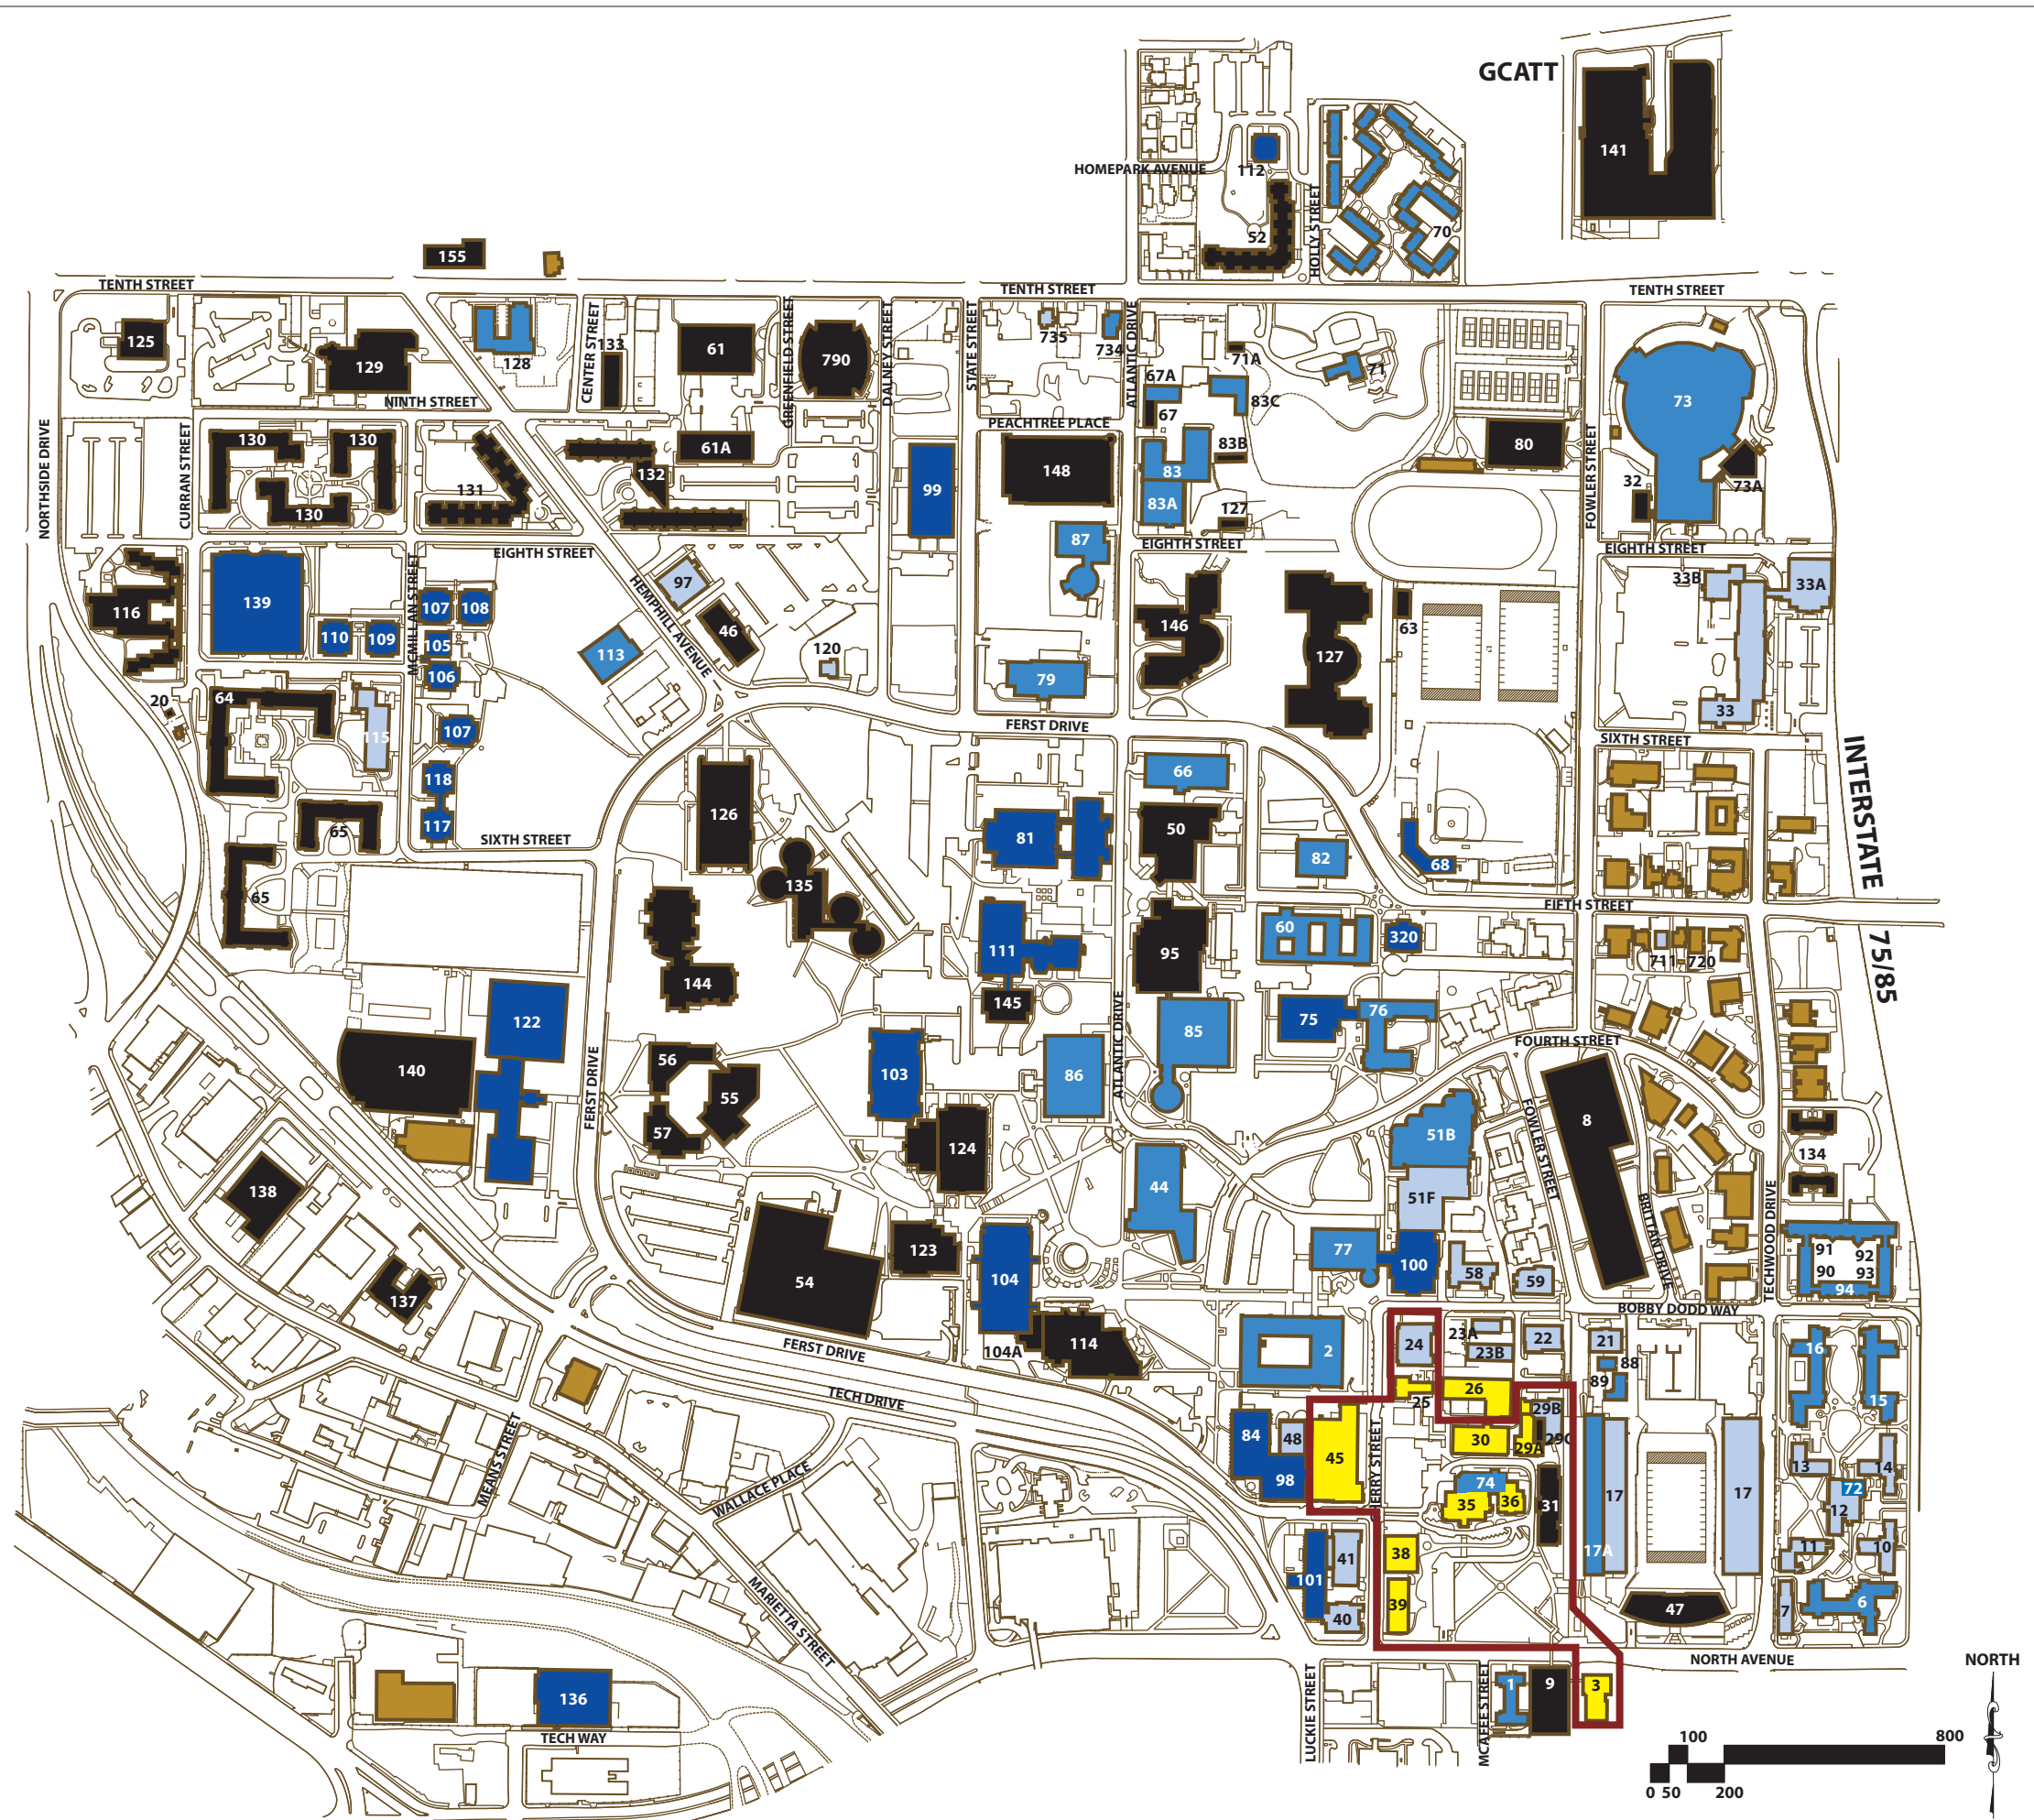 GCATT
141
HOMEPARK AVENUE
112
HOLLY STREET
52
70
155
TENTH STREET
TENTH STREET
TENTH STREET
125
129
128
CENTER STREET
133
61
GREENFIELD STREET
790
DALNEY STREET
STATE STREET
735
734
ATLANTIC DRIVE
71A
71
67A
67
83C
73
NINTH STREET
PEACHTREE PLACE
NORTHSIDE DRIVE
CURRAN STREET
130
130
130
131
132
61A
99
148
83
83B
83A
127
80
FOWLER STREET
32
73A
EIGHTH STREET
EIGHTH STREET
EIGHTH STREET
87
116
139
110
109
MCMILLAN STREET
107
108
105
106
97
HEMPHILL AVENUE
46
113
120
79
146
127
63
33B
33A
33
20
64
115
107
FERST DRIVE
SIXTH STREET
INTERSTATE
75/85
118
117
65
65
SIXTH STREET
126
135
81
66
50
82
68
FIFTH STREET
144
111
145
95
60
320
711
720
122
140
FERST DRIVE
56
55
57
103
86
ATLANTIC DRIVE
85
75
76
FOURTH STREET
124
51B
51F
FOWLER STREET
8
BRITTAN DRIVE
134
TECHWOOD DRIVE
138
137
54
123
104
44
77
100
58
59
91
92
90
93
94
BOBBY DODD WAY
104A
114
FERST DRIVE
TECH DRIVE
2
24
23A
23B
22
21
88
89
16
15
25
26
29B
29C
29A
30
84
48
98
45
CHERRY STREET
74
35
36
31
17
17A
17
13
14
72
12
11
10
MEANS STREET
WALLACE PLACE
MARIETTA STREET
101
41
40
38
39
47
7
6
NORTH AVENUE
NORTH
LUCKIE STREET
MCAFEE STREET
1
9
3
136
TECH WAY
100
800
0 50
200